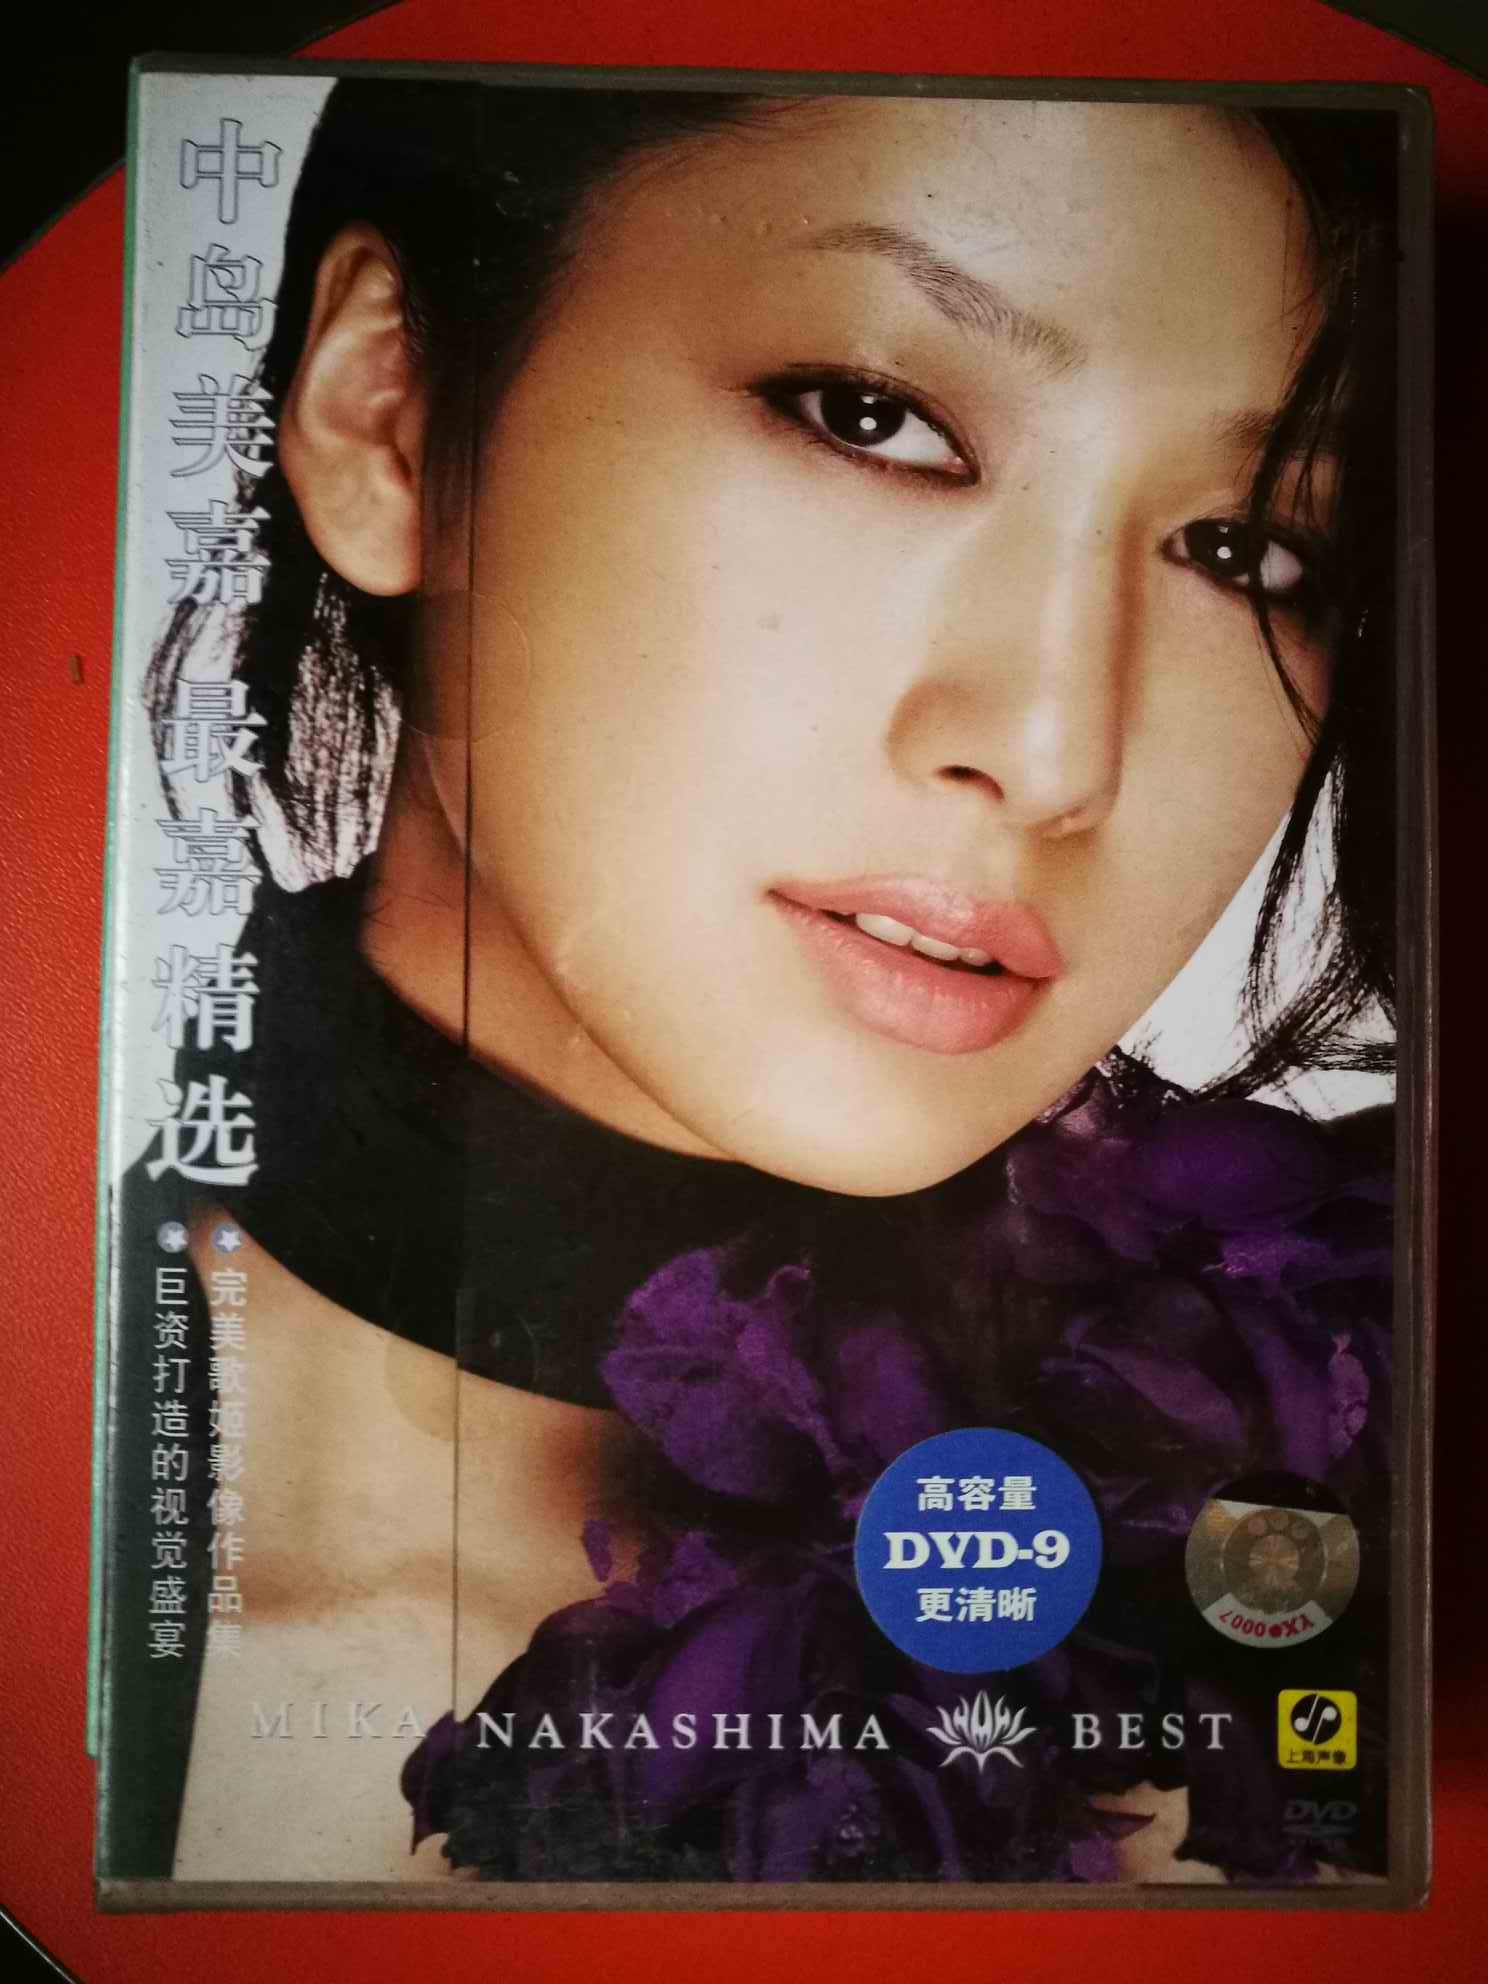 中岛美嘉 最嘉精选
完美歌姬影像作品集
巨资打造的视觉盛宴
高容量
DVD-9
更清晰
YX●0007
MIKA NAKASHIMA BEST
上海声像
DVD